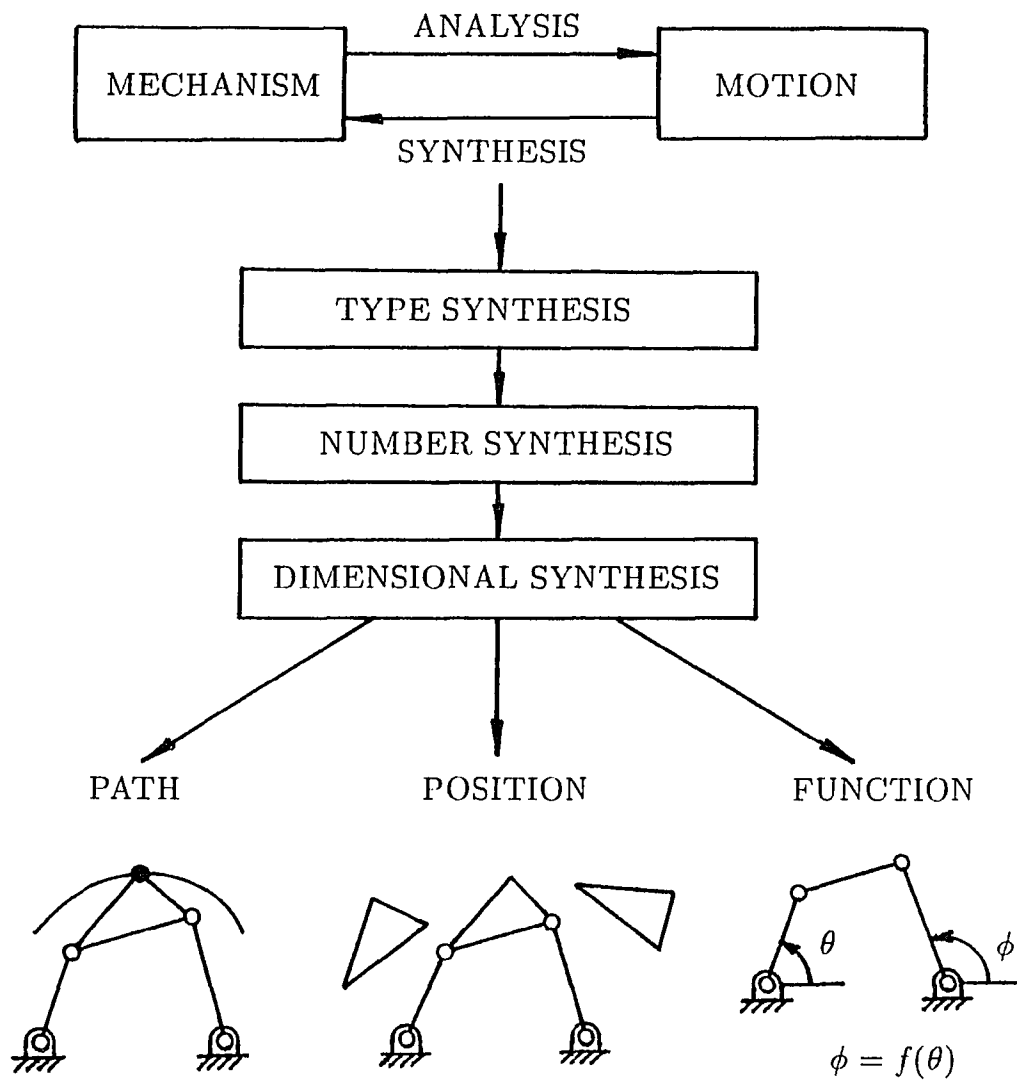 ANALYSIS
MECHANISM
MOTION
SYNTHESIS
TYPE SYNTHESIS
NUMBER SYNTHESIS
DIMENSIONAL SYNTHESIS
PATH
POSITION
FUNCTION
θ
ϕ
ϕ = f(θ)